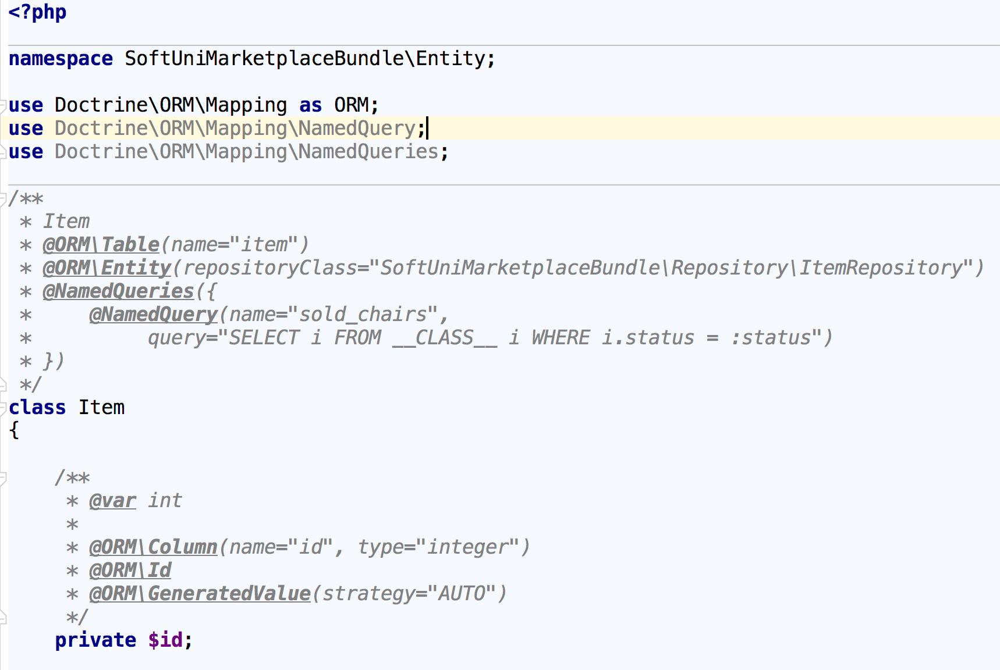 <?php
namespace SoftUniMarketplaceBundle\Entity;
use Doctrine\ORM\Mapping as ORM;
use Doctrine\ORM\Mapping\NamedQuery;
use Doctrine\ORM\Mapping\NamedQueries;
/**
 * Item
 * @ORM\Table(name="item")
 * @ORM\Entity(repositoryClass="SoftUniMarketplaceBundle\Repository\ItemRepository")
 * @NamedQueries({
 *     @NamedQuery(name="sold_chairs",
 *          query="SELECT i FROM __CLASS__ i WHERE i.status = :status")
 * })
 */
class Item
{
    /**
     * @var int
     *
     * @ORM\Column(name="id", type="integer")
     * @ORM\Id
     * @ORM\GeneratedValue(strategy="AUTO")
     */
    private $id;